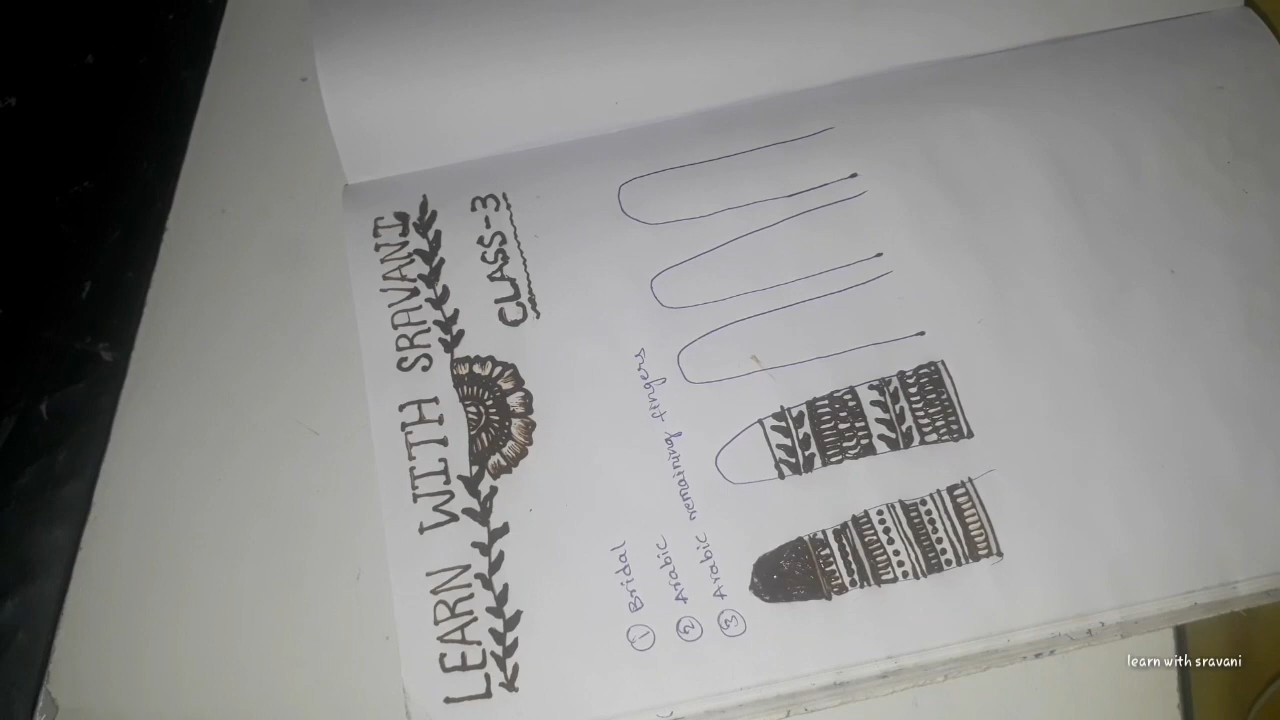 LEARN WITH SRAVANI
CLASS-3
① Bridal
② Arabic
③ Arabic remaining fingers
learn with sravani